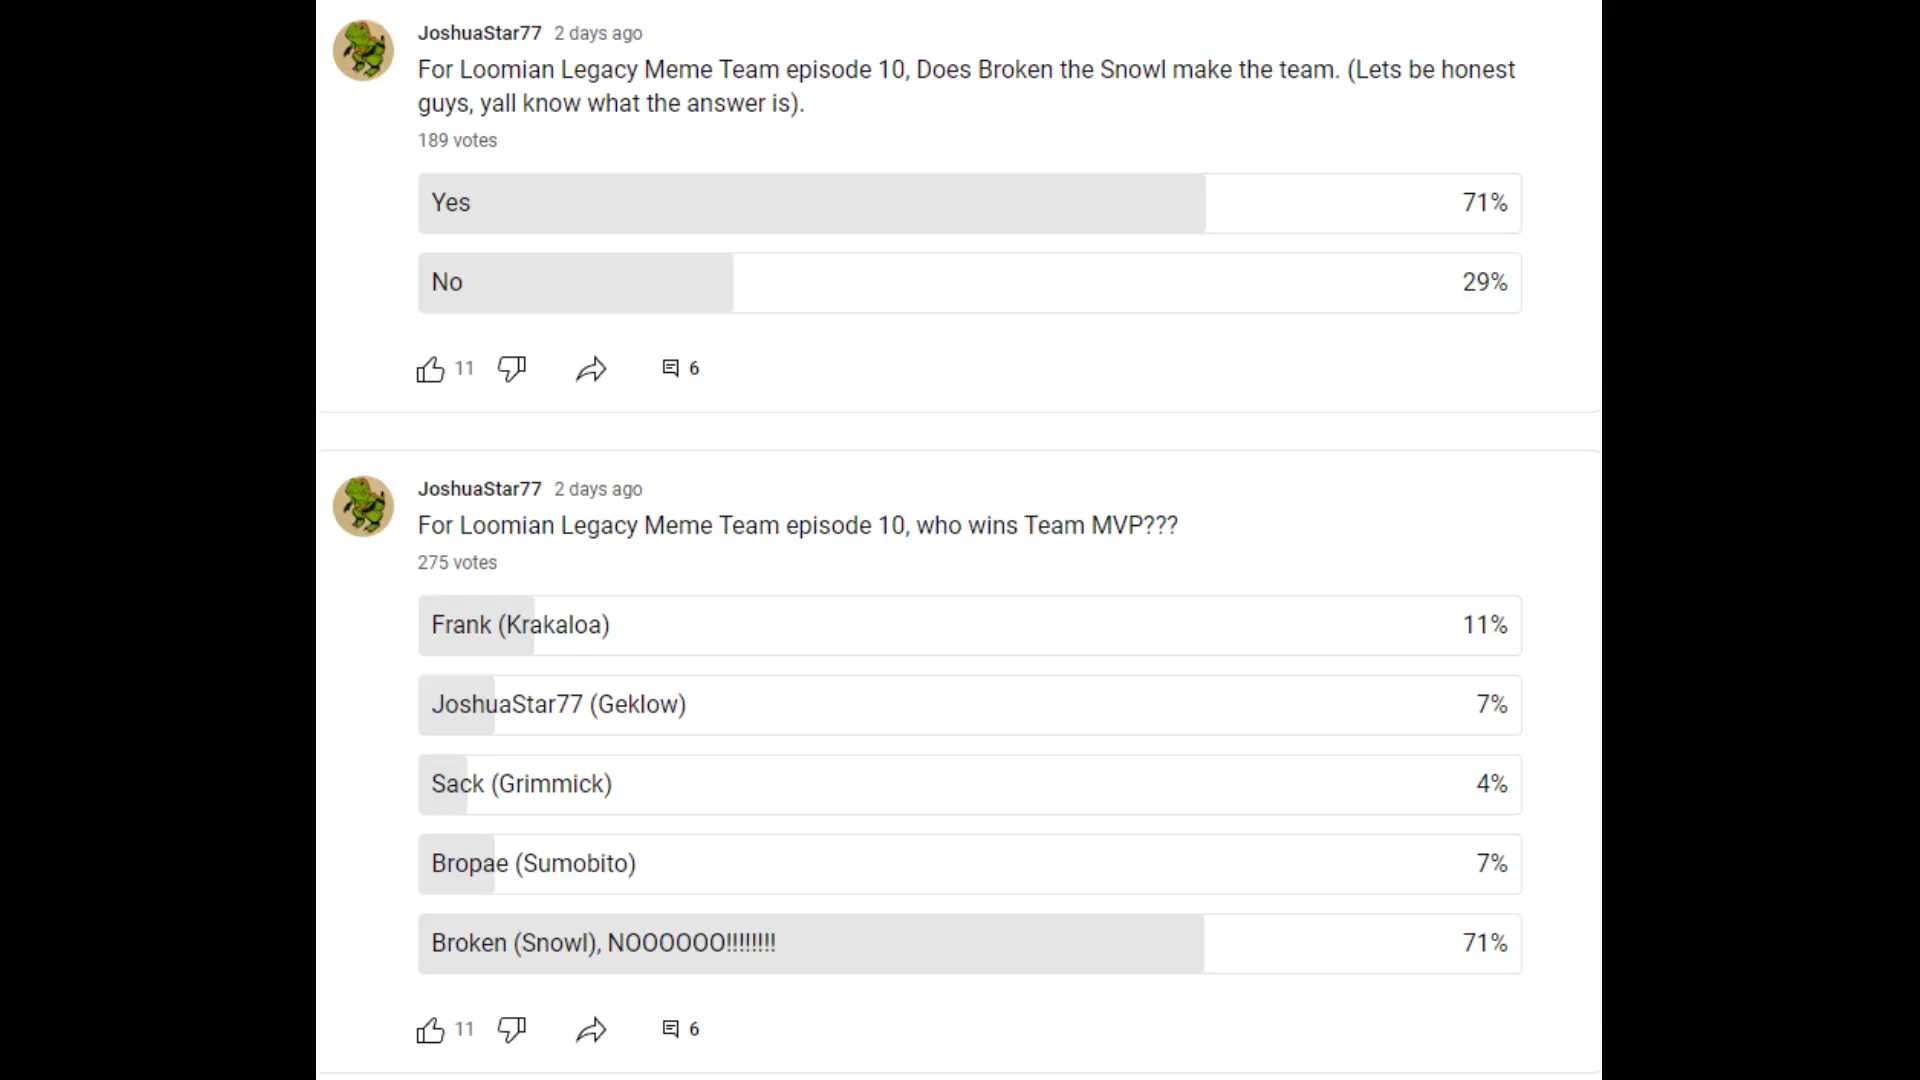 JoshuaStar77 2 days ago
For Loomian Legacy Meme Team episode 10, Does Broken the Snowl make the team. (Lets be honest
guys, yall know what the answer is).
189 votes
Yes 71%
No 29%
11 6
JoshuaStar77 2 days ago
For Loomian Legacy Meme Team episode 10, who wins Team MVP???
275 votes
Frank (Krakaloa) 11%
JoshuaStar77 (Geklow) 7%
Sack (Grimmick) 4%
Bropae (Sumobito) 7%
Broken (Snowl), NOOOOOO!!!!!!!! 71%
11 6